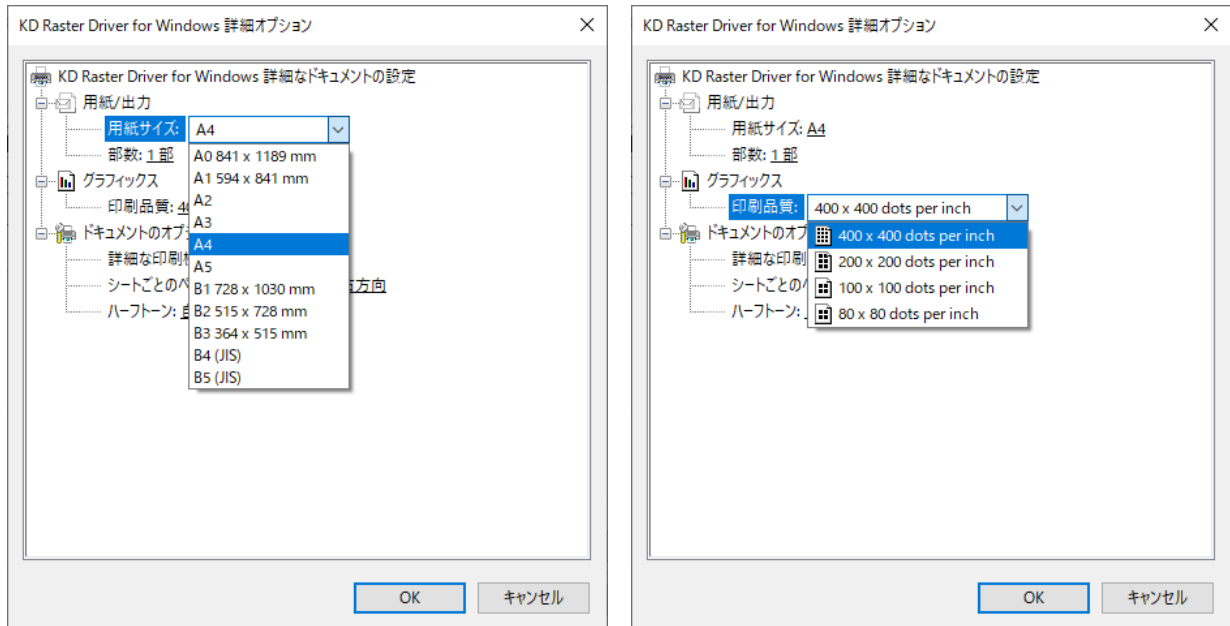 KD Raster Driver for Windows 詳細オプション
KD Raster Driver for Windows 詳細なドキュメントの設定
用紙/出力
用紙サイズ: A4
部数: 1 部
A0 841 x 1189 mm
A1 594 x 841 mm
A2
A3
A4
A5
B1 728 x 1030 mm
B2 515 x 728 mm
B3 364 x 515 mm
B4 (JIS)
B5 (JIS)
グラフィックス
印刷品質: 4
ドキュメントのオプ
詳細な印刷
シートごとのペ
方向
ハーフトーン:
OK
キャンセル
KD Raster Driver for Windows 詳細オプション
KD Raster Driver for Windows 詳細なドキュメントの設定
用紙/出力
用紙サイズ: A4
部数: 1 部
グラフィックス
印刷品質: 400 x 400 dots per inch
400 x 400 dots per inch
200 x 200 dots per inch
100 x 100 dots per inch
80 x 80 dots per inch
ドキュメントのオプ
詳細な印刷
シートごとの
ハーフトーン:
OK
キャンセル